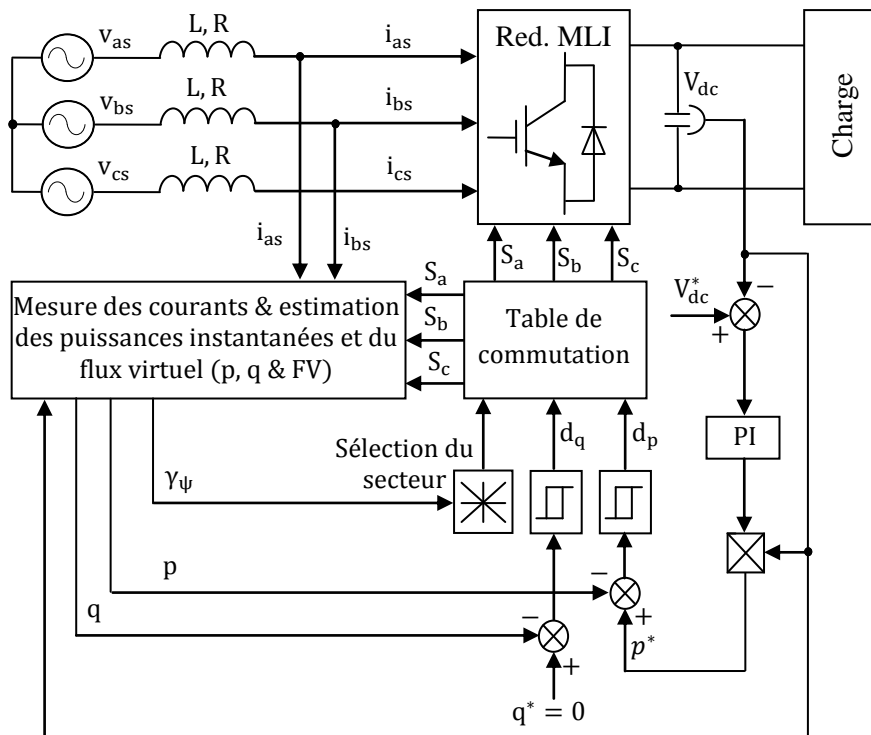 v_as
L, R
i_as
Red. MLI
v_bs
L, R
i_bs
V_dc
Charge
v_cs
L, R
i_cs
i_as
i_bs
S_a
S_b
S_c
Mesure des courants & estimation
des puissances instantanées et du
flux virtuel (p, q & FV)
S_a
S_b
S_c
Table de
commutation
V_dc^*
−
+
Sélection du
secteur
d_q
d_p
PI
γ_ψ
p
−
+
q
−
+
p^*
q^* = 0